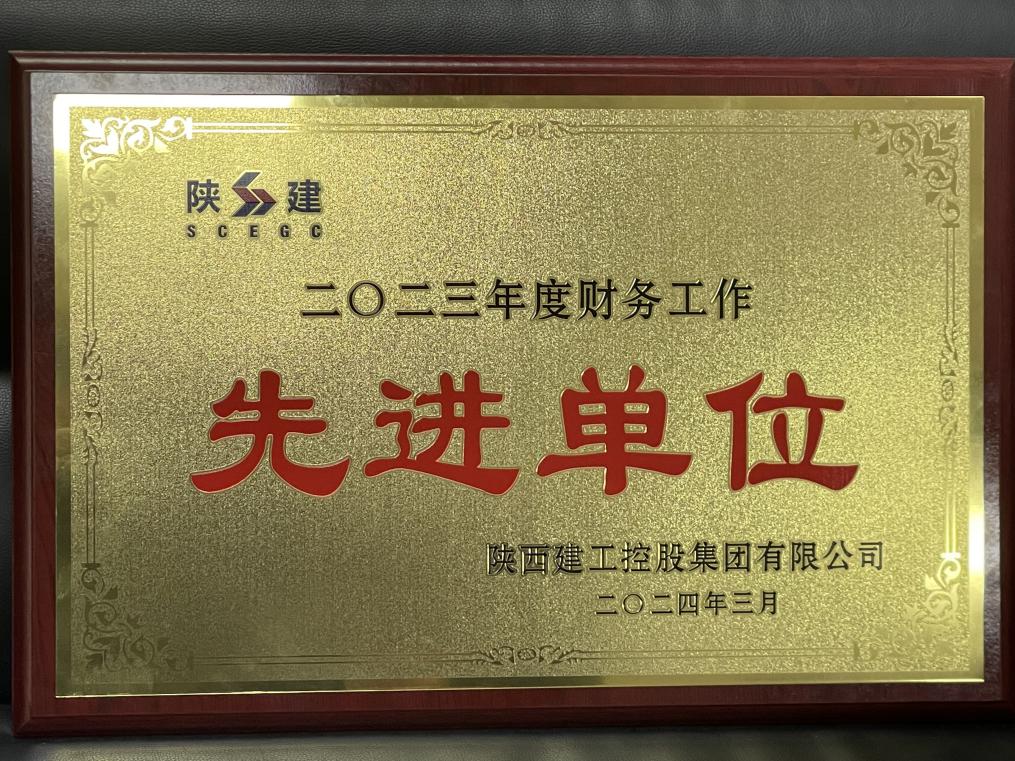 陕建
SCEGC
二〇二三年度财务工作
先进单位
陕西建工控股集团有限公司
二〇二四年三月